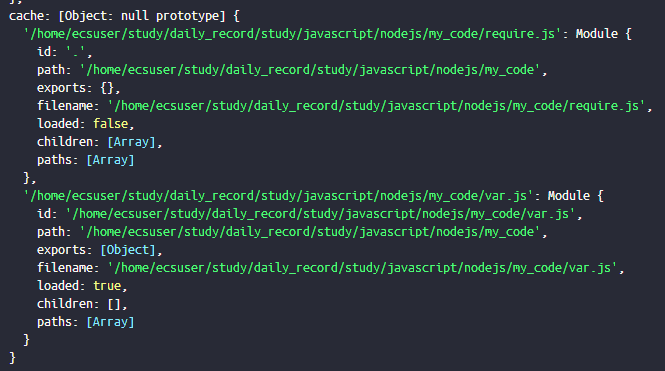 cache: [Object: null prototype] {
'/home/ecsuser/study/daily_record/study/javascript/nodejs/my_code/require.js': Module {
id: '.',
path: '/home/ecsuser/study/daily_record/study/javascript/nodejs/my_code',
exports: {},
filename: '/home/ecsuser/study/daily_record/study/javascript/nodejs/my_code/require.js',
loaded: false,
children: [Array],
paths: [Array]
},
'/home/ecsuser/study/daily_record/study/javascript/nodejs/my_code/var.js': Module {
id: '/home/ecsuser/study/daily_record/study/javascript/nodejs/my_code/var.js',
path: '/home/ecsuser/study/daily_record/study/javascript/nodejs/my_code',
exports: [Object],
filename: '/home/ecsuser/study/daily_record/study/javascript/nodejs/my_code/var.js',
loaded: true,
children: [],
paths: [Array]
}
}